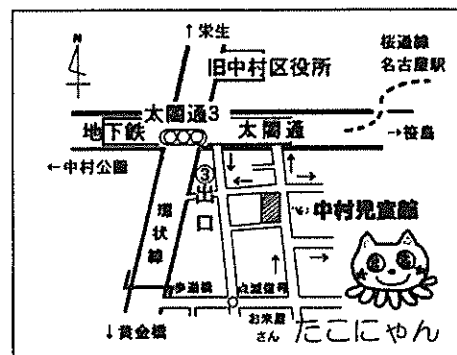 N
↑栄生
旧中村区役所
桜通線
名古屋駅
太閤通3
地下鉄
太閤通
→笹島
←中村公園
③
出
口
環
状
線
中村児童館
歩道橋
点滅信号
お米屋
さん
↓黄金橋
たこにゃん